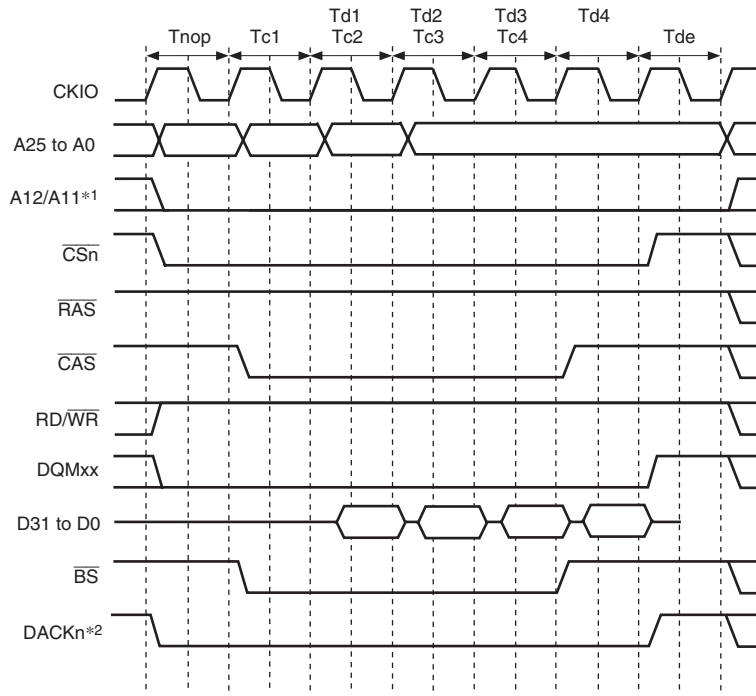 Td1 Td2 Td3 Td4
Tnop Tc1 Tc2 Tc3 Tc4 Tde
CKIO
A25 to A0
A12/A11*1
CSn
RAS
CAS
RD/WR
DQMxx
D31 to D0
BS
DACKn*2